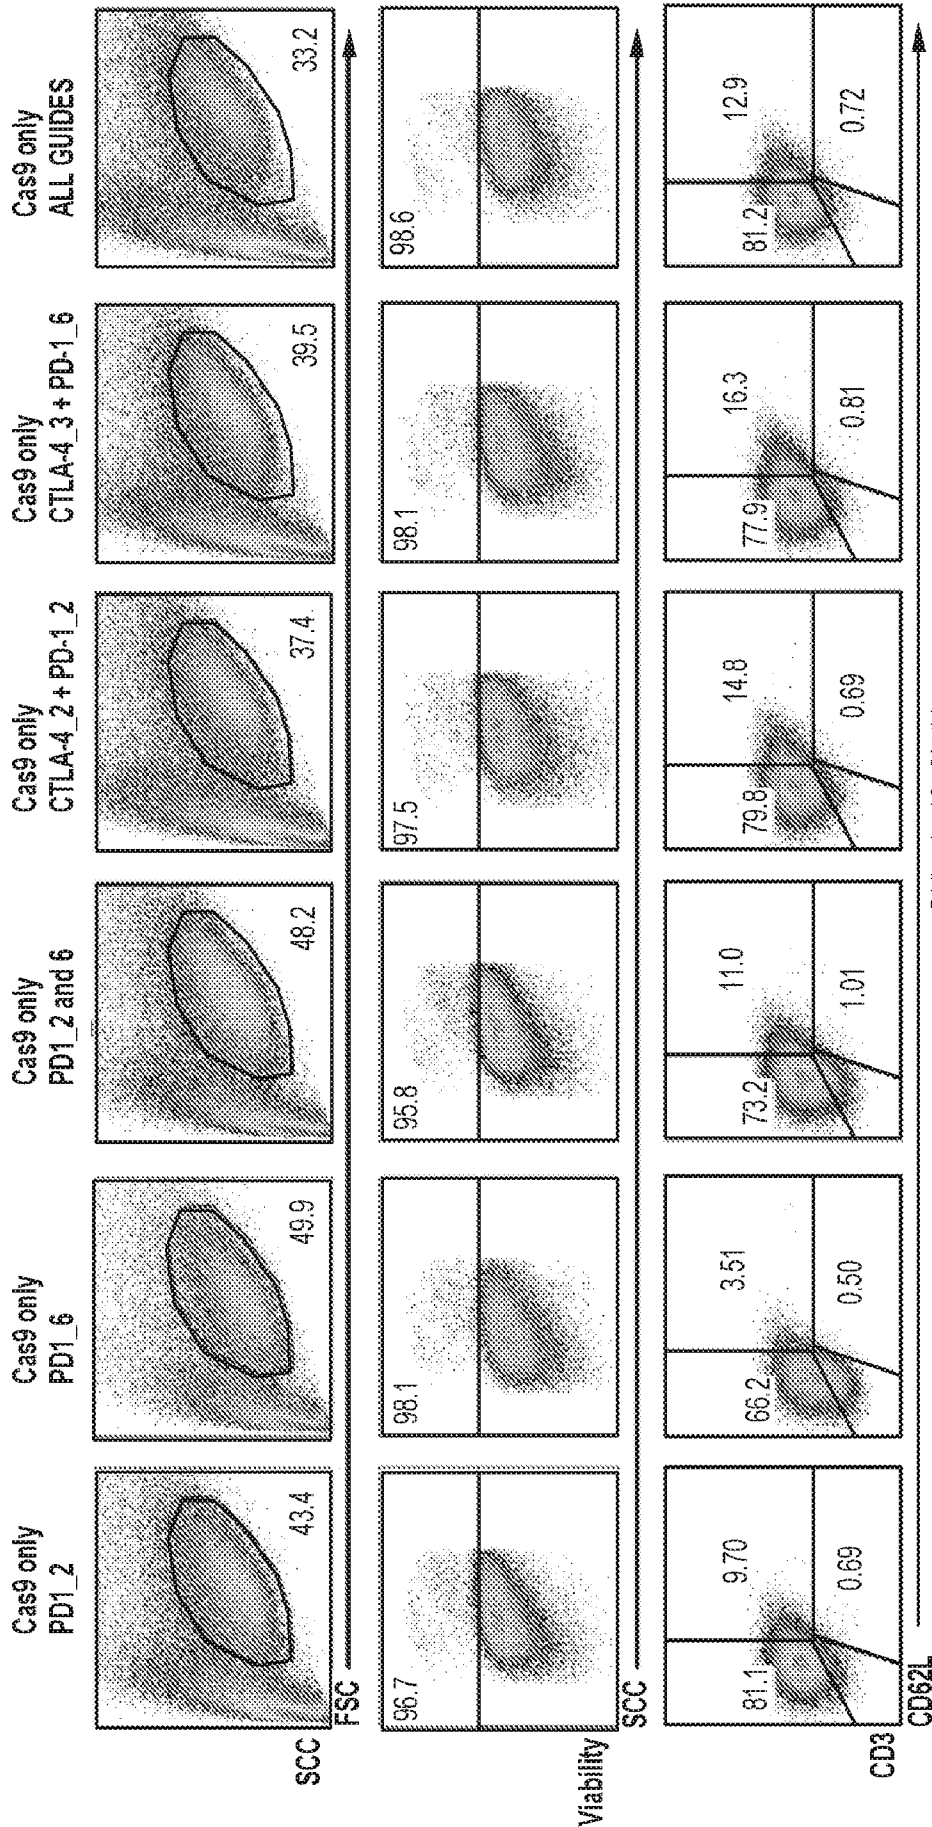 Cas9 only
PD1_2
Cas9 only
PD1_6
Cas9 only
PD1_2 and 6
Cas9 only
CTLA-4_2 + PD-1_2
Cas9 only
CTLA-4_3 + PD-1_6
Cas9 only
ALL GUIDES
SCC
43.4
49.9
48.2
37.4
39.5
33.2
FSC
Viability
96.7
98.1
95.8
97.5
98.1
98.6
SCC
CD3
81.1
9.70
0.69
66.2
3.51
0.50
73.2
11.0
1.01
79.8
14.8
0.69
77.9
16.3
0.81
81.2
12.9
0.72
CD62L